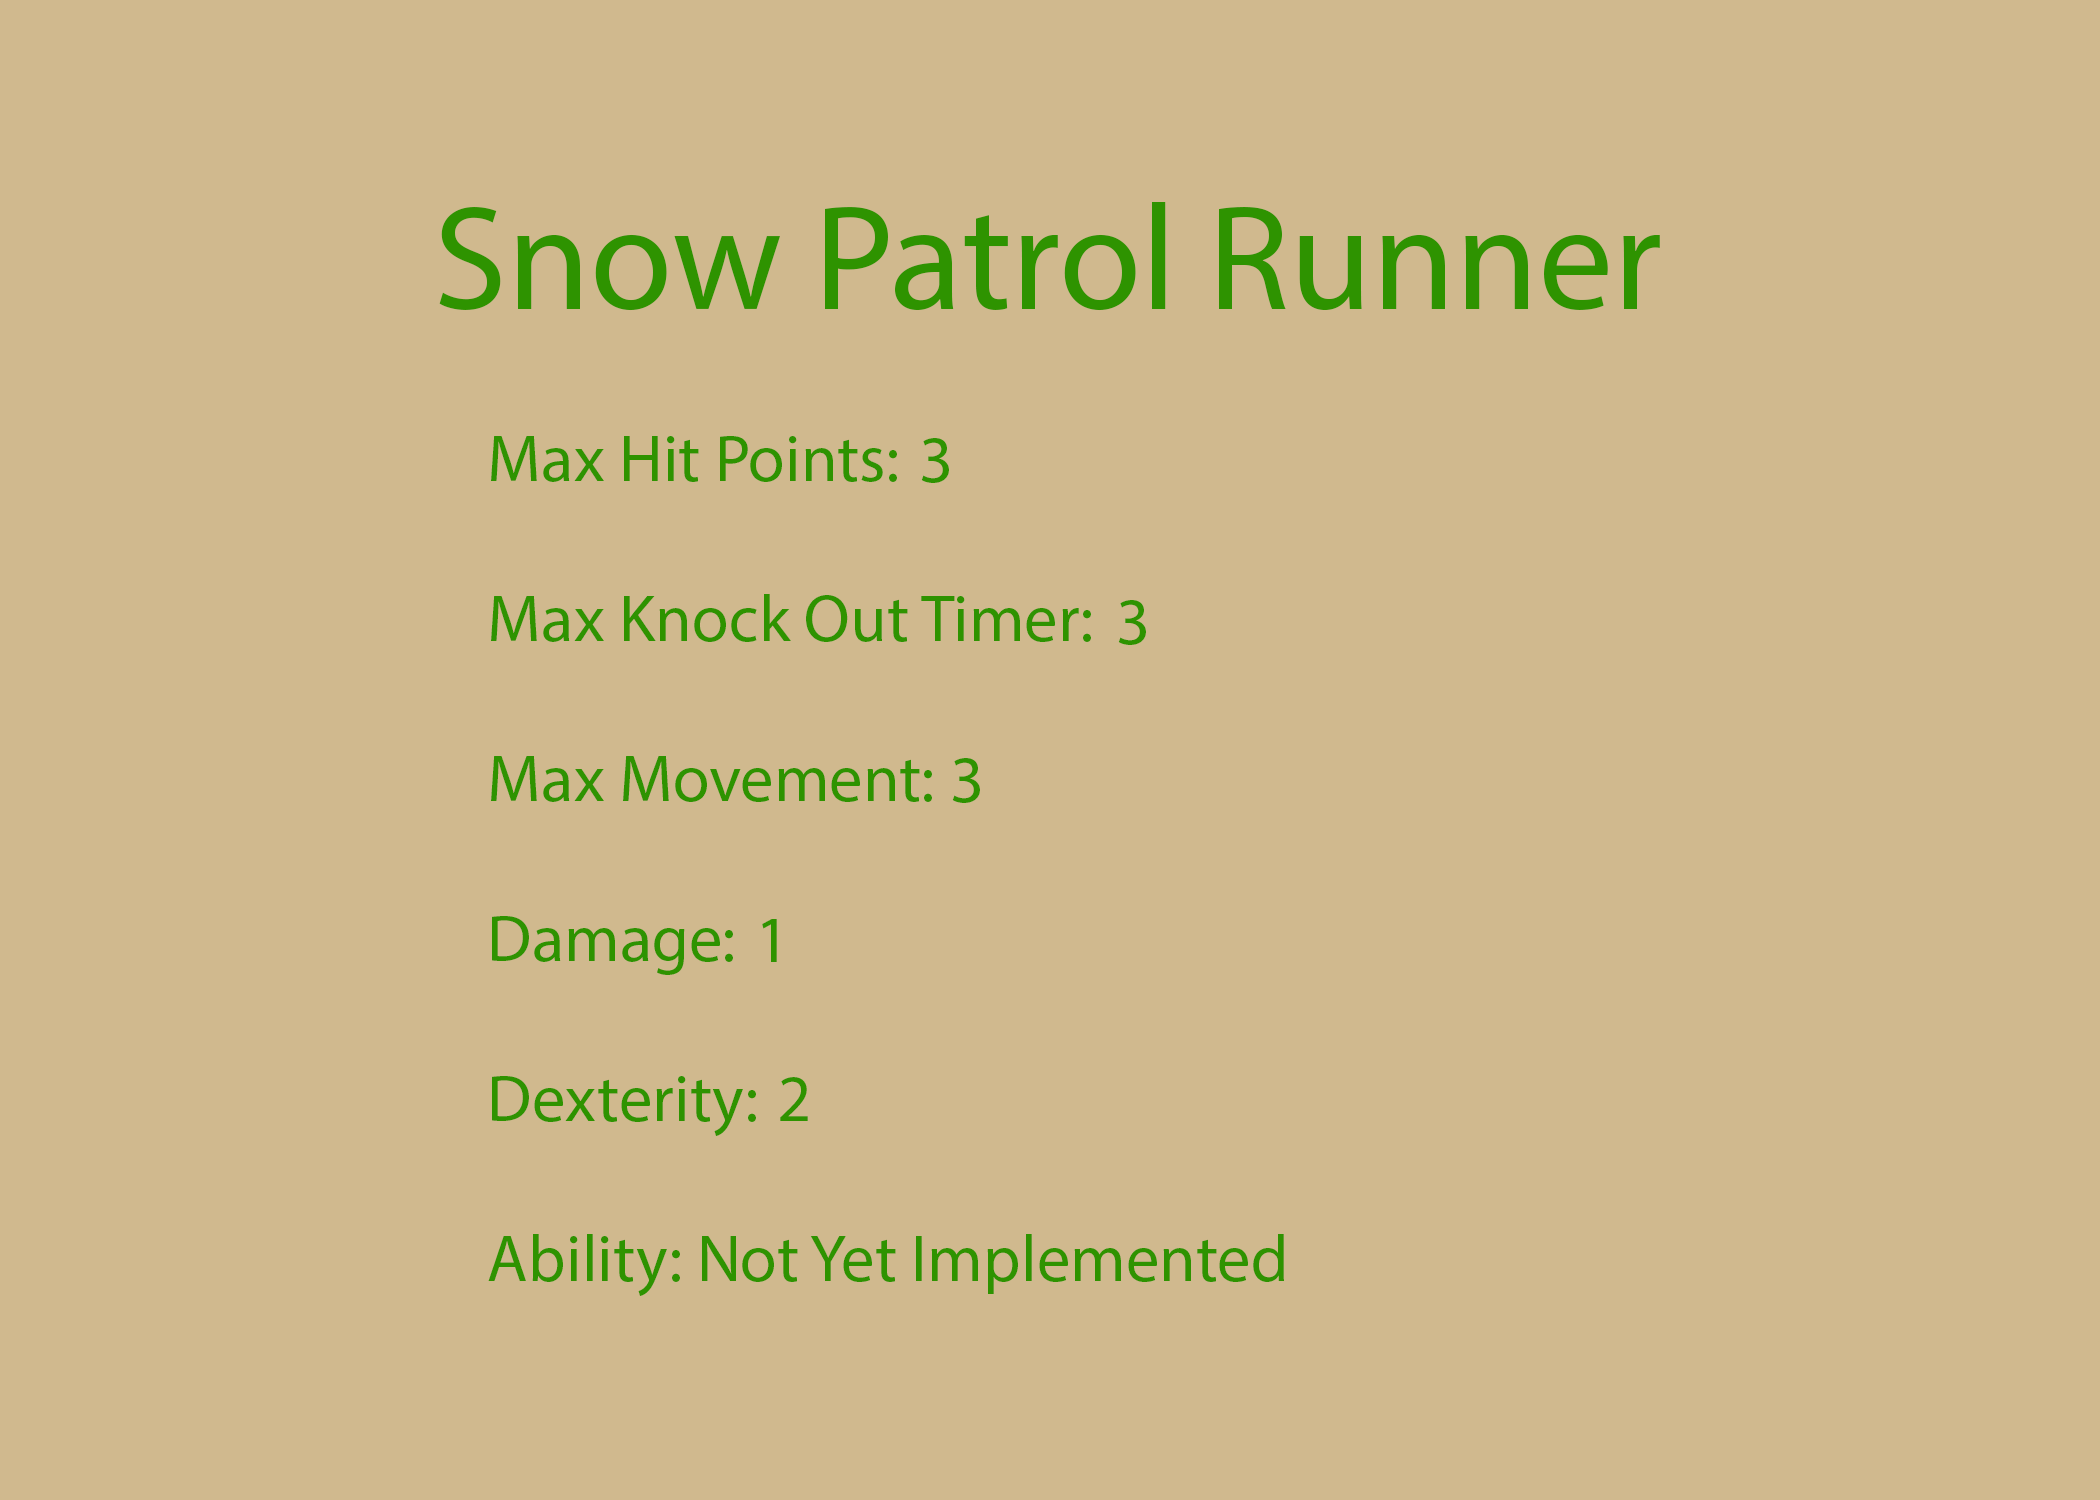 Snow Patrol Runner
Max Hit Points: 3
Max Knock Out Timer: 3
Max Movement: 3
Damage: 1
Dexterity: 2
Ability: Not Yet Implemented